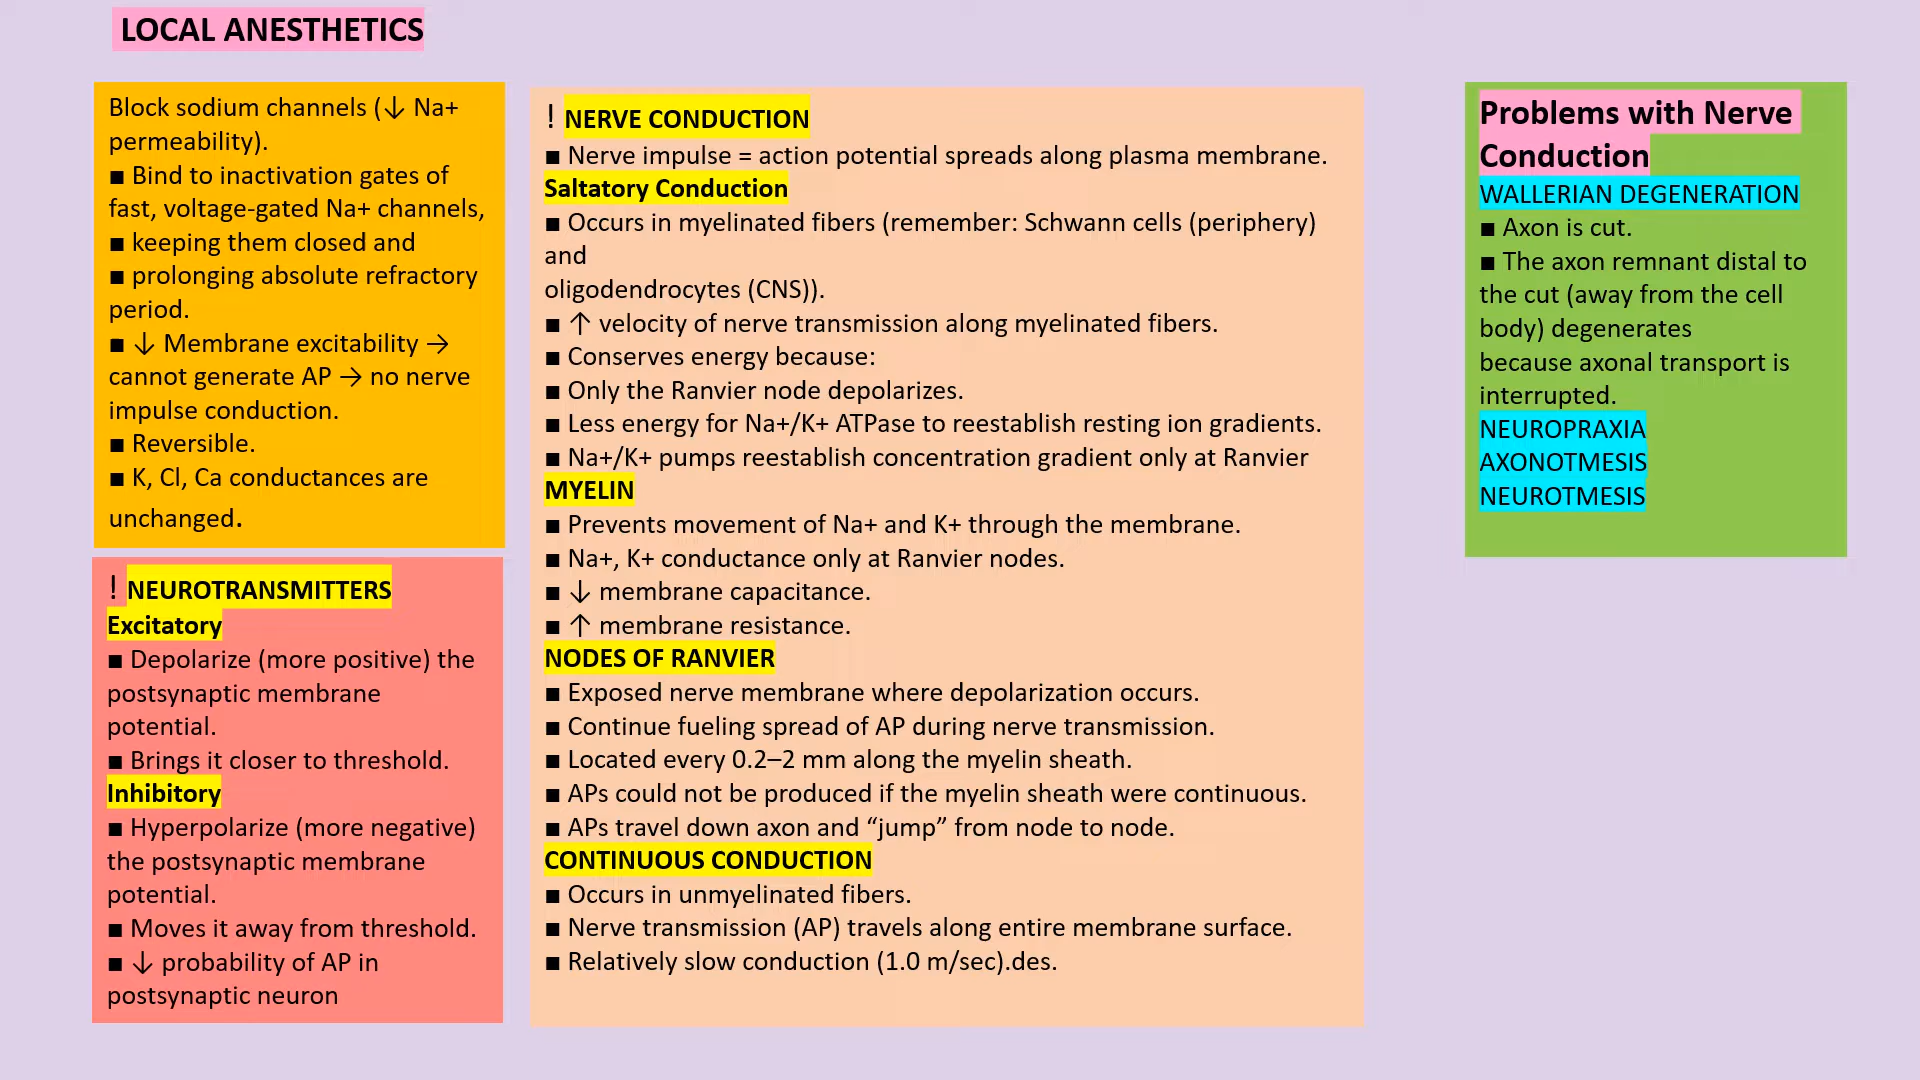 LOCAL ANESTHETICS
Block sodium channels (↓ Na+
permeability).
■ Bind to inactivation gates of
fast, voltage-gated Na+ channels,
■ keeping them closed and
■ prolonging absolute refractory
period.
■ ↓ Membrane excitability →
cannot generate AP → no nerve
impulse conduction.
■ Reversible.
■ K, Cl, Ca conductances are
unchanged.
! NEUROTRANSMITTERS
Excitatory
■ Depolarize (more positive) the
postsynaptic membrane
potential.
■ Brings it closer to threshold.
Inhibitory
■ Hyperpolarize (more negative)
the postsynaptic membrane
potential.
■ Moves it away from threshold.
■ ↓ probability of AP in
postsynaptic neuron
! NERVE CONDUCTION
■ Nerve impulse = action potential spreads along plasma membrane.
Saltatory Conduction
■ Occurs in myelinated fibers (remember: Schwann cells (periphery)
and
oligodendrocytes (CNS)).
■ ↑ velocity of nerve transmission along myelinated fibers.
■ Conserves energy because:
■ Only the Ranvier node depolarizes.
■ Less energy for Na+/K+ ATPase to reestablish resting ion gradients.
■ Na+/K+ pumps reestablish concentration gradient only at Ranvier
MYELIN
■ Prevents movement of Na+ and K+ through the membrane.
■ Na+, K+ conductance only at Ranvier nodes.
■ ↓ membrane capacitance.
■ ↑ membrane resistance.
NODES OF RANVIER
■ Exposed nerve membrane where depolarization occurs.
■ Continue fueling spread of AP during nerve transmission.
■ Located every 0.2–2 mm along the myelin sheath.
■ APs could not be produced if the myelin sheath were continuous.
■ APs travel down axon and “jump” from node to node.
CONTINUOUS CONDUCTION
■ Occurs in unmyelinated fibers.
■ Nerve transmission (AP) travels along entire membrane surface.
■ Relatively slow conduction (1.0 m/sec).des.
Problems with Nerve
Conduction
WALLERIAN DEGENERATION
■ Axon is cut.
■ The axon remnant distal to
the cut (away from the cell
body) degenerates
because axonal transport is
interrupted.
NEUROPRAXIA
AXONOTMESIS
NEUROTMESIS